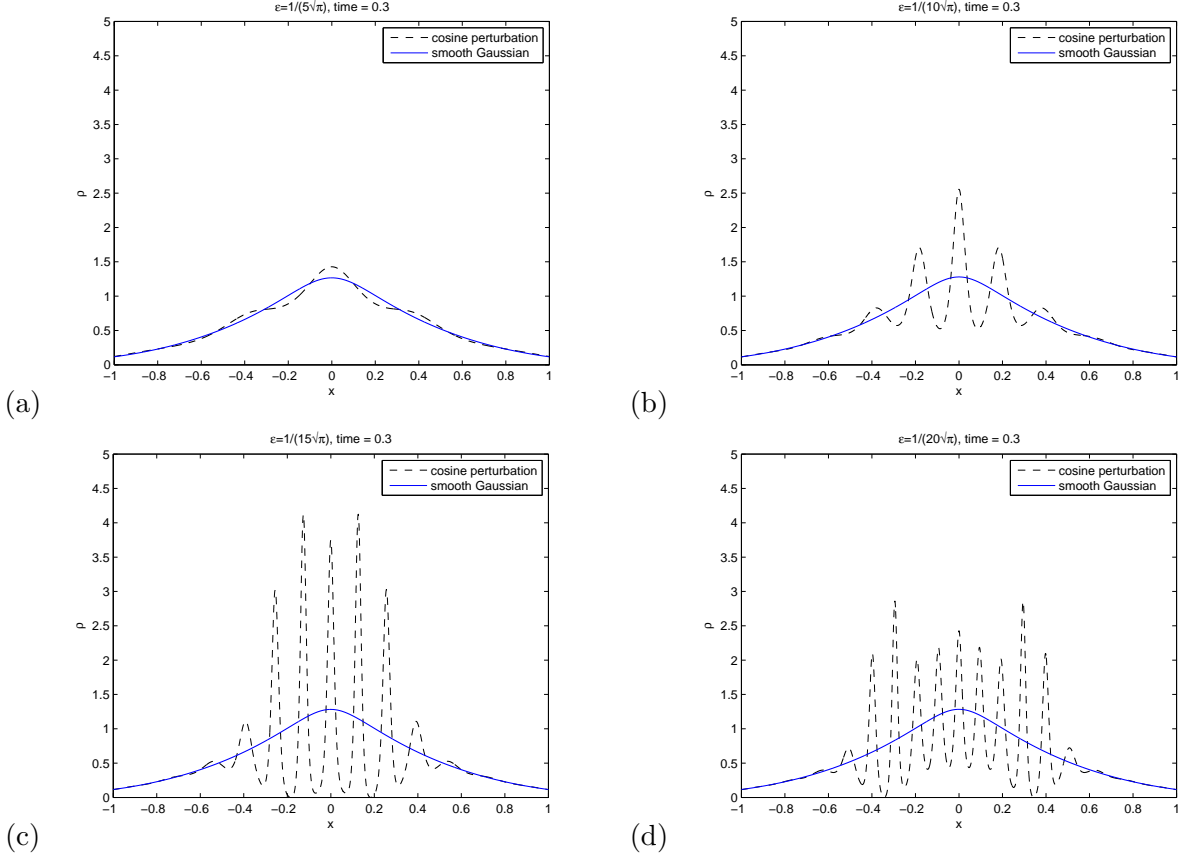 ε=1/(5√π), time = 0.3
5
4.5
4
3.5
3
2.5
2
1.5
1
0.5
0
ρ
cosine perturbation
smooth Gaussian
−1 −0.8 −0.6 −0.4 −0.2 0 0.2 0.4 0.6 0.8 1
x
(a)
ε=1/(10√π), time = 0.3
5
4.5
4
3.5
3
2.5
2
1.5
1
0.5
0
ρ
cosine perturbation
smooth Gaussian
−1 −0.8 −0.6 −0.4 −0.2 0 0.2 0.4 0.6 0.8 1
x
(b)
ε=1/(15√π), time = 0.3
5
4.5
4
3.5
3
2.5
2
1.5
1
0.5
0
ρ
cosine perturbation
smooth Gaussian
−1 −0.8 −0.6 −0.4 −0.2 0 0.2 0.4 0.6 0.8 1
x
(c)
ε=1/(20√π), time = 0.3
5
4.5
4
3.5
3
2.5
2
1.5
1
0.5
0
ρ
cosine perturbation
smooth Gaussian
−1 −0.8 −0.6 −0.4 −0.2 0 0.2 0.4 0.6 0.8 1
x
(d)